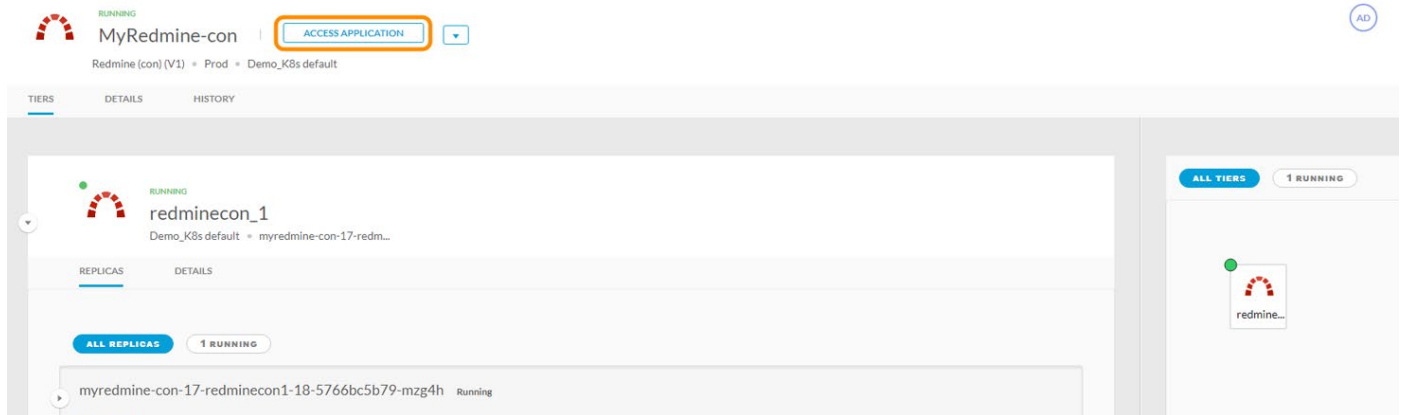 RUNNING
MyRedmine-con
ACCESS APPLICATION
AD
Redmine (con) (V1) • Prod • Demo_K8s default
TIERS DETAILS HISTORY
RUNNING
redminecon_1
Demo_K8s default • myredmine-con-17-redm...
REPLICAS DETAILS
ALL REPLICAS 1 RUNNING
myredmine-con-17-redminecon1-18-5766bc5b79-mzg4h Running
ALL TIERS 1 RUNNING
redmine...